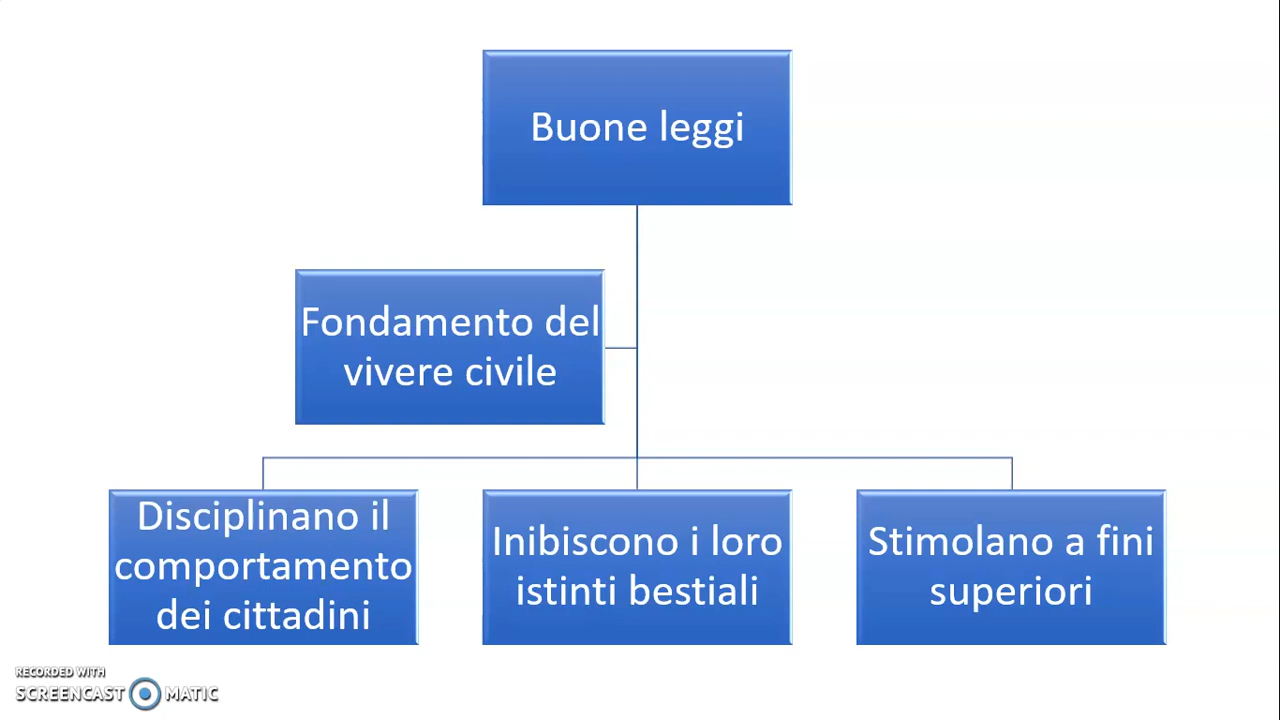 Buone leggi
Fondamento del
vivere civile
Disciplinano il
comportamento
dei cittadini
Inibiscono i loro
istinti bestiali
Stimolano a fini
superiori
RECORDED WITH
SCREENCAST MATIC